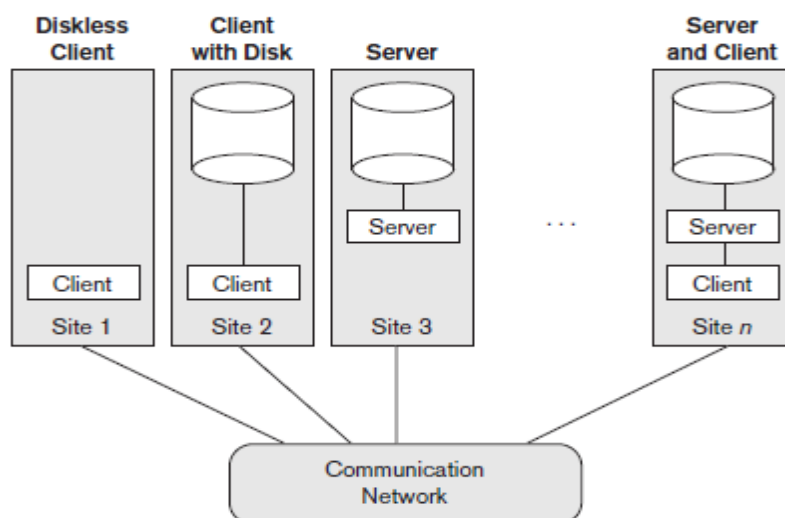 Diskless
Client
Client
with Disk
Server
Server
and Client
Client
Site 1
Client
Site 2
Server
Site 3
. . .
Server
Client
Site n
Communication
Network